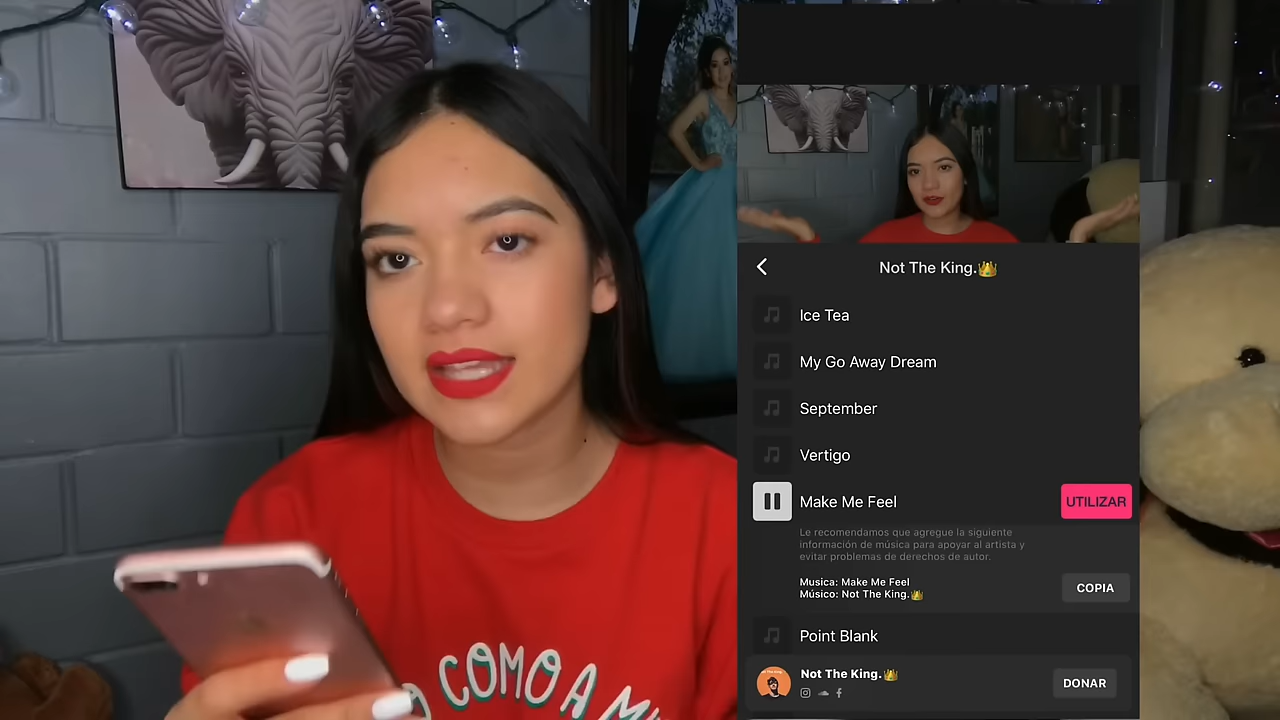 Not The King.👑
Ice Tea
My Go Away Dream
September
Vertigo
Make Me Feel
UTILIZAR
Le recomendamos que agregue la siguiente
información de música para apoyar al artista y
evitar problemas de derechos de autor.
Musica: Make Me Feel
Músico: Not The King.👑
COPIA
Point Blank
Not The King.👑
DONAR
COMO A